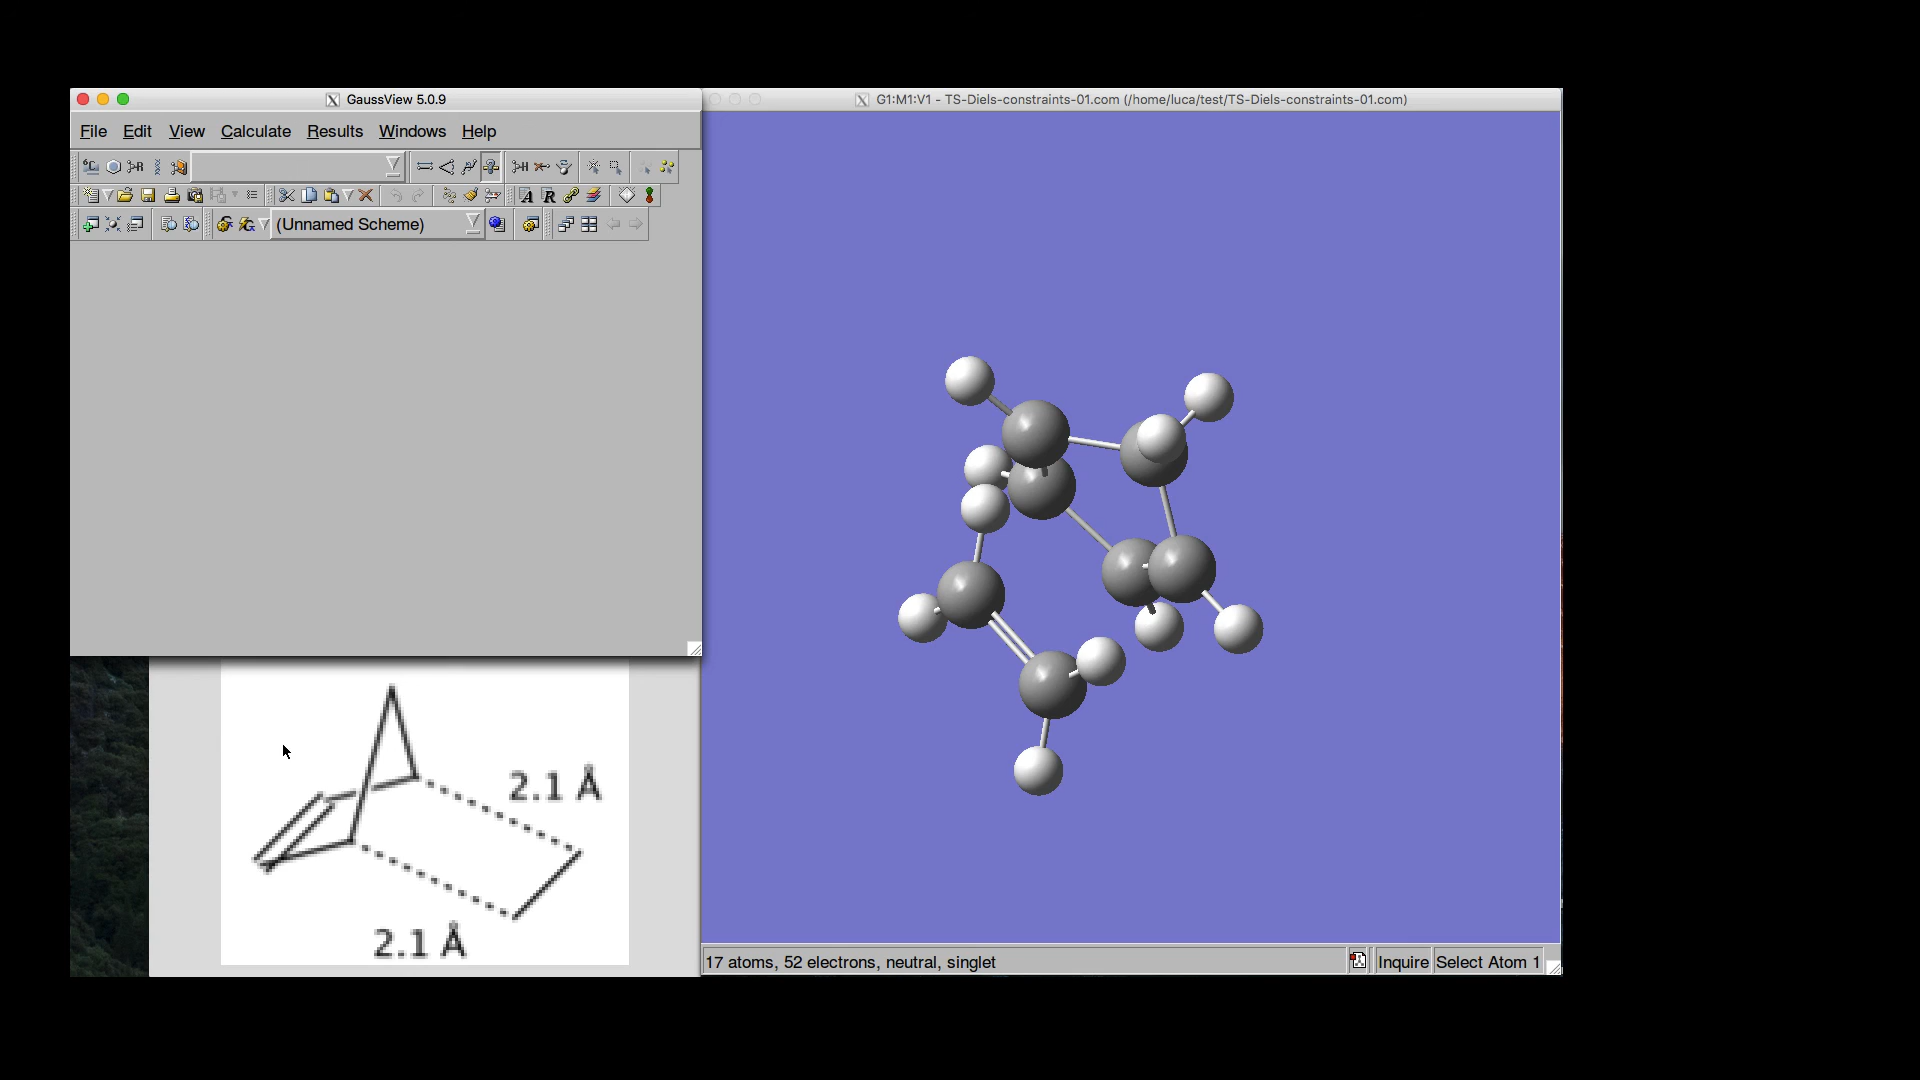 GaussView 5.0.9
G1:M1:V1 - TS-Diels-constraints-01.com (/home/luca/test/TS-Diels-constraints-01.com)
File Edit View Calculate Results Windows Help
6C R H
A R
(Unnamed Scheme)
2.1 Å
2.1 Å
17 atoms, 52 electrons, neutral, singlet Inquire Select Atom 1